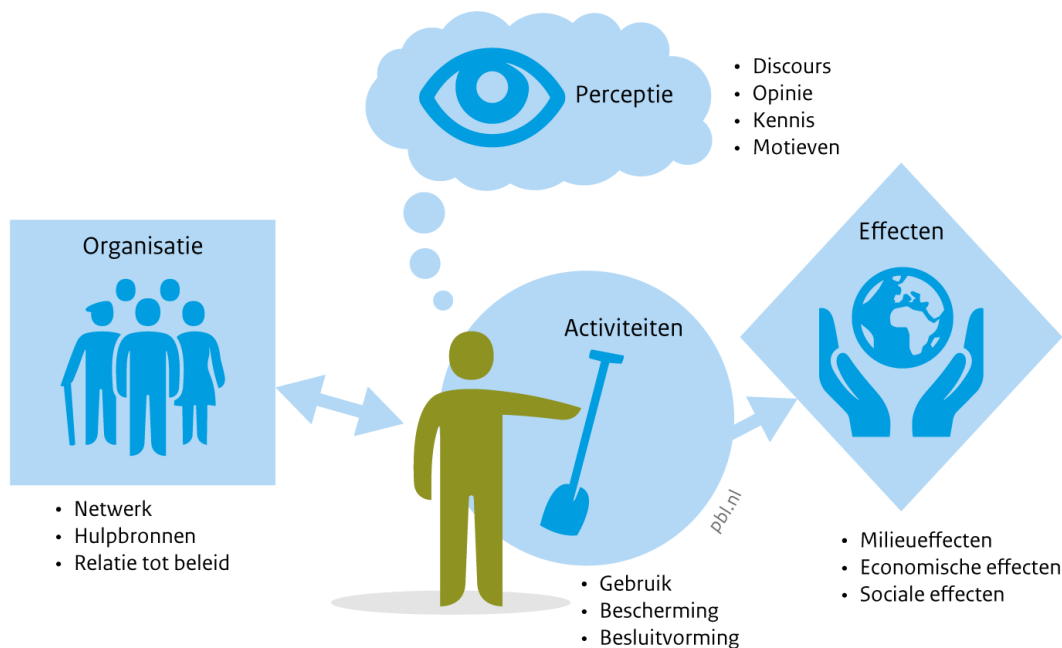 Perceptie
• Discours
• Opinie
• Kennis
• Motieven
Organisatie
• Netwerk
• Hulpbronnen
• Relatie tot beleid
Activiteiten
• Gebruik
• Bescherming
• Besluitvorming
pbl.nl
Effecten
• Milieueffecten
• Economische effecten
• Sociale effecten